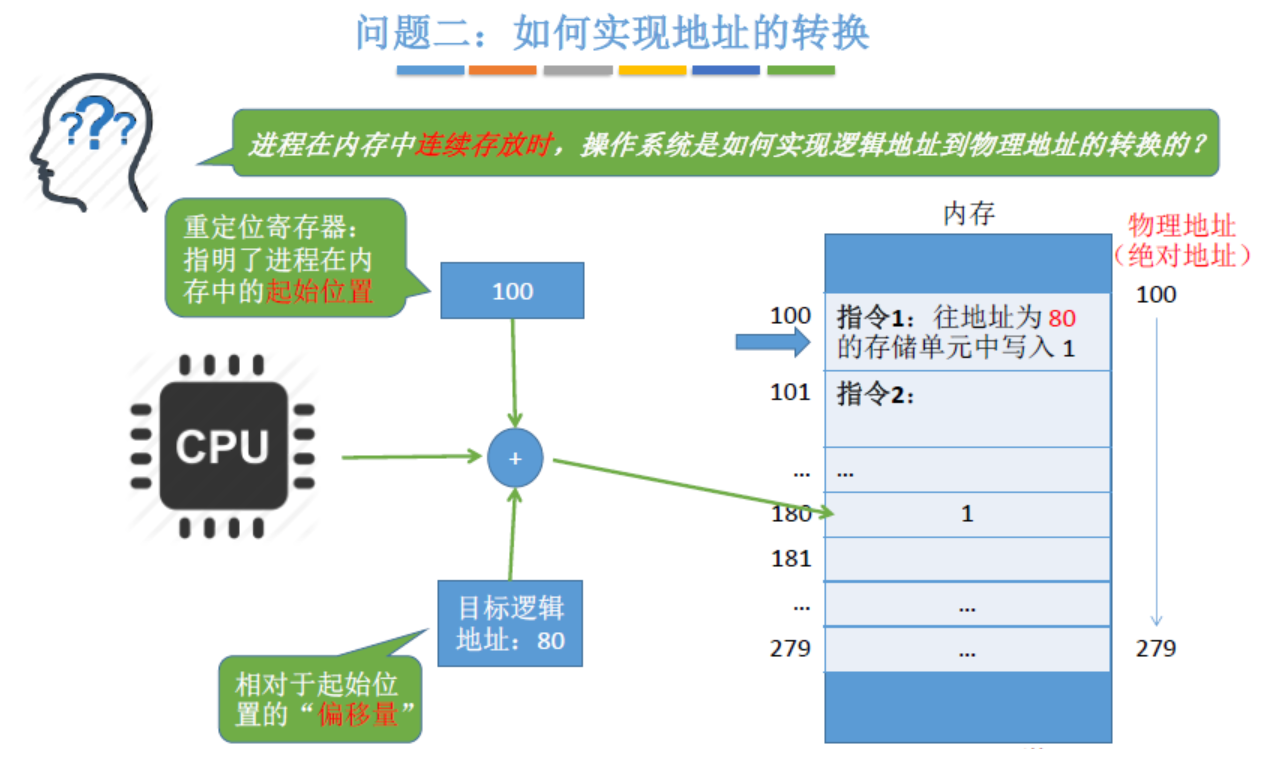 问题二：如何实现地址的转换
???
进程在内存中连续存放时，操作系统是如何实现逻辑地址到物理地址的转换的？
重定位寄存器：
指明了进程在内
存中的起始位置
100
CPU
+
目标逻辑
地址：80
相对于起始位
置的“偏移量”
内存
物理地址
（绝对地址）
100
指令1：往地址为 80
的存储单元中写入 1
101
指令2：
...
...
180
1
181
...
...
279
...
100
279